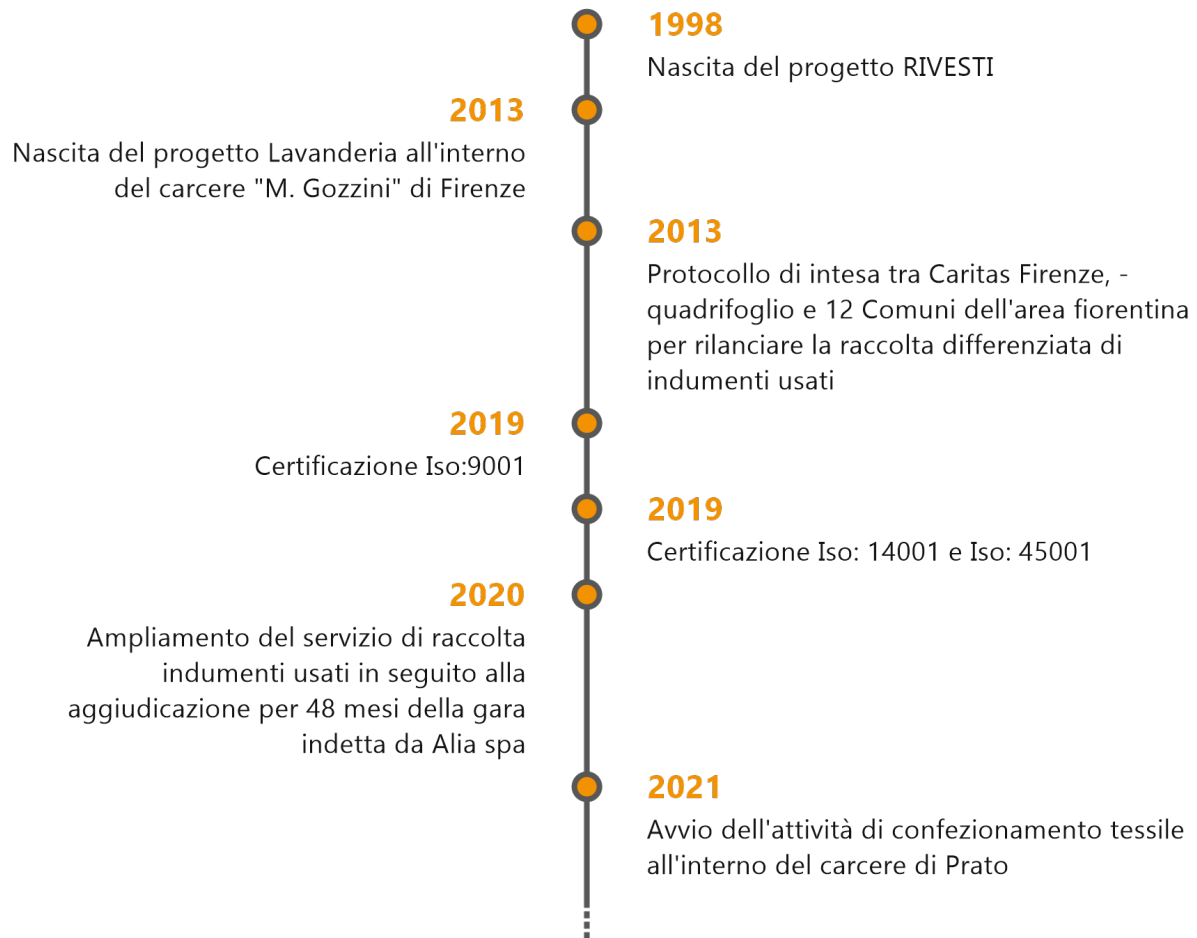 1998
Nascita del progetto RIVESTI
2013
Nascita del progetto Lavanderia all'interno
del carcere "M. Gozzini" di Firenze
2013
Protocollo di intesa tra Caritas Firenze, -
quadrifoglio e 12 Comuni dell'area fiorentina
per rilanciare la raccolta differenziata di
indumenti usati
2019
Certificazione Iso:9001
2019
Certificazione Iso: 14001 e Iso: 45001
2020
Ampliamento del servizio di raccolta
indumenti usati in seguito alla
aggiudicazione per 48 mesi della gara
indetta da Alia spa
2021
Avvio dell'attività di confezionamento tessile
all'interno del carcere di Prato